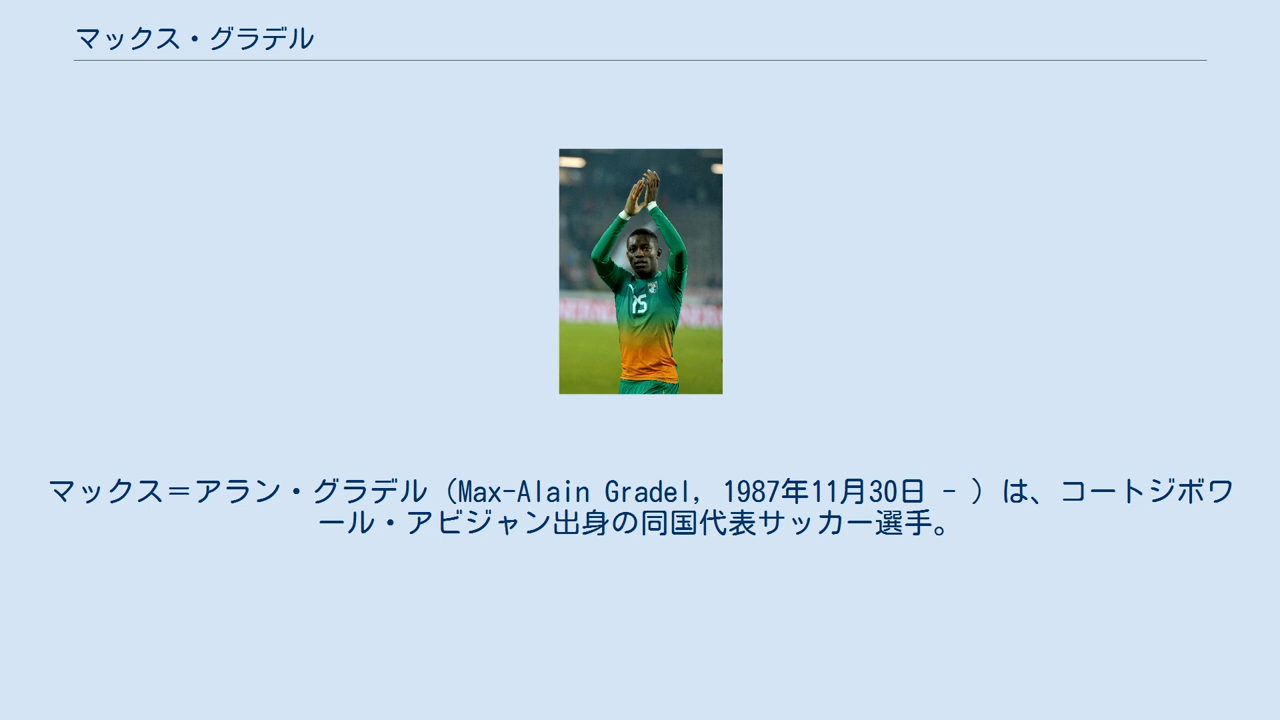 マックス・グラデル
15
マックス＝アラン・グラデル（Max-Alain Gradel, 1987年11月30日 - ）は、コートジボワ
ール・アビジャン出身の同国代表サッカー選手。